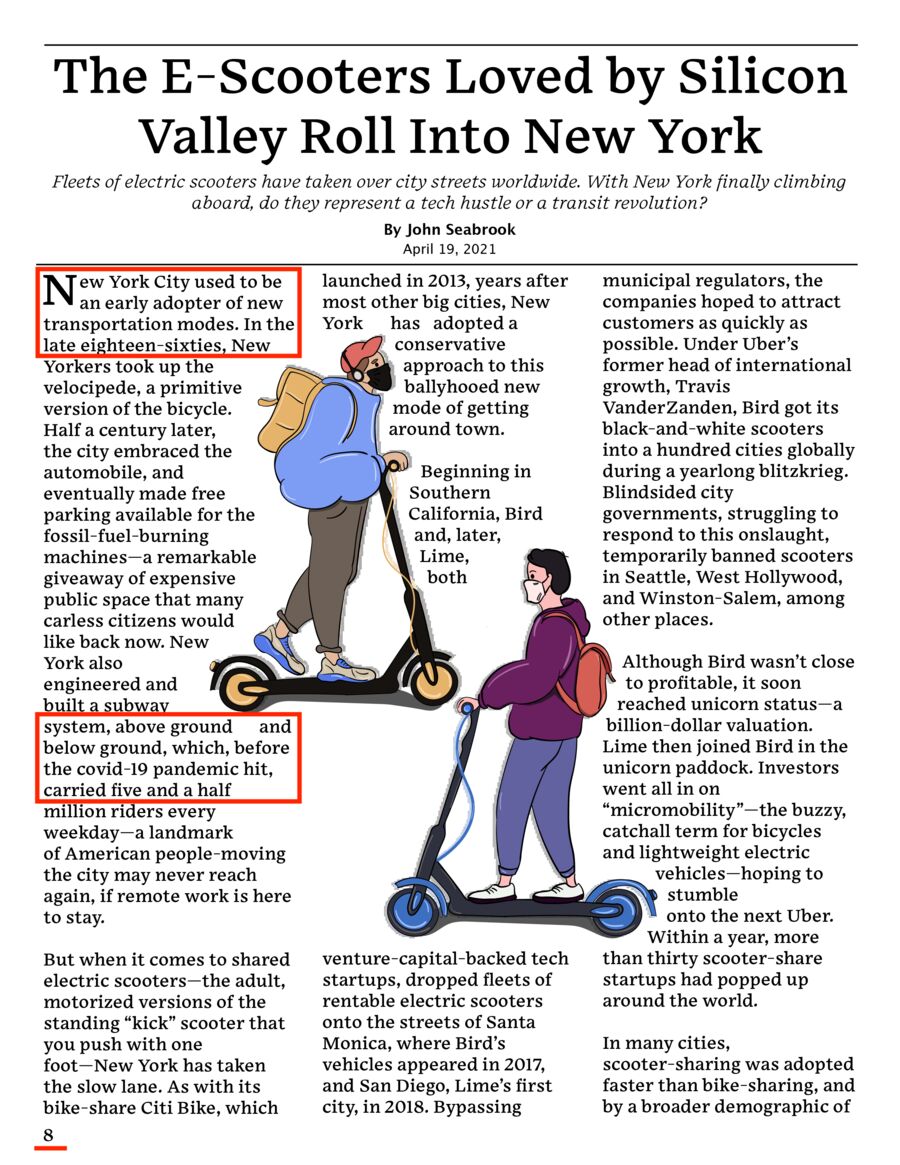 The E-Scooters Loved by Silicon
Valley Roll Into New York
Fleets of electric scooters have taken over city streets worldwide. With New York finally climbing
aboard, do they represent a tech hustle or a transit revolution?
By John Seabrook
April 19, 2021
New York City used to be
an early adopter of new
transportation modes. In the
late eighteen-sixties, New
Yorkers took up the
velocipede, a primitive
version of the bicycle.
Half a century later,
the city embraced the
automobile, and
eventually made free
parking available for the
fossil-fuel-burning
machines—a remarkable
giveaway of expensive
public space that many
carless citizens would
like back now. New
York also
engineered and
built a subway
system, above ground and
below ground, which, before
the covid-19 pandemic hit,
carried five and a half
million riders every
weekday—a landmark
of American people-moving
the city may never reach
again, if remote work is here
to stay.
But when it comes to shared
electric scooters—the adult,
motorized versions of the
standing “kick” scooter that
you push with one
foot—New York has taken
the slow lane. As with its
bike-share Citi Bike, which
launched in 2013, years after
most other big cities, New
York has adopted a
conservative
approach to this
ballyhooed new
mode of getting
around town.
Beginning in
Southern
California, Bird
and, later,
Lime,
both
venture-capital-backed tech
startups, dropped fleets of
rentable electric scooters
onto the streets of Santa
Monica, where Bird’s
vehicles appeared in 2017,
and San Diego, Lime’s first
city, in 2018. Bypassing
municipal regulators, the
companies hoped to attract
customers as quickly as
possible. Under Uber’s
former head of international
growth, Travis
VanderZanden, Bird got its
black-and-white scooters
into a hundred cities globally
during a yearlong blitzkrieg.
Blindsided city
governments, struggling to
respond to this onslaught,
temporarily banned scooters
in Seattle, West Hollywood,
and Winston-Salem, among
other places.
Although Bird wasn’t close
to profitable, it soon
reached unicorn status—a
billion-dollar valuation.
Lime then joined Bird in the
unicorn paddock. Investors
went all in on
“micromobility”—the buzzy,
catchall term for bicycles
and lightweight electric
vehicles—hoping to
stumble
onto the next Uber.
Within a year, more
than thirty scooter-share
startups had popped up
around the world.
In many cities,
scooter-sharing was adopted
faster than bike-sharing, and
by a broader demographic of
8